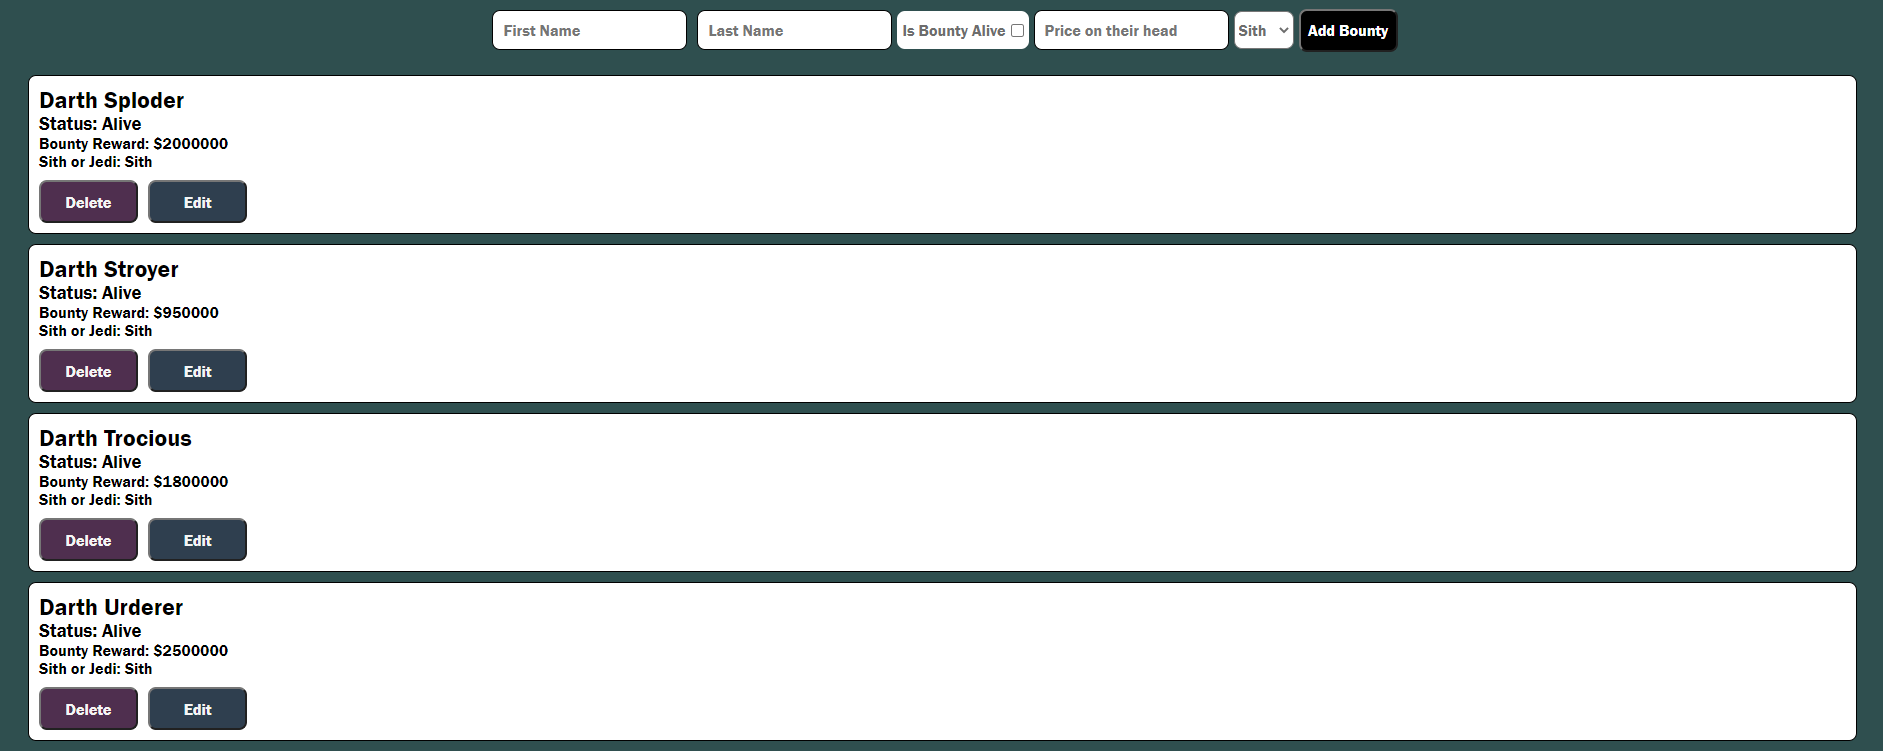 First Name Last Name Is Bounty Alive Price on their head Sith Add Bounty
Darth Sploder
Status: Alive
Bounty Reward: $2000000
Sith or Jedi: Sith
Delete Edit
Darth Stroyer
Status: Alive
Bounty Reward: $950000
Sith or Jedi: Sith
Delete Edit
Darth Trocious
Status: Alive
Bounty Reward: $1800000
Sith or Jedi: Sith
Delete Edit
Darth Urderer
Status: Alive
Bounty Reward: $2500000
Sith or Jedi: Sith
Delete Edit